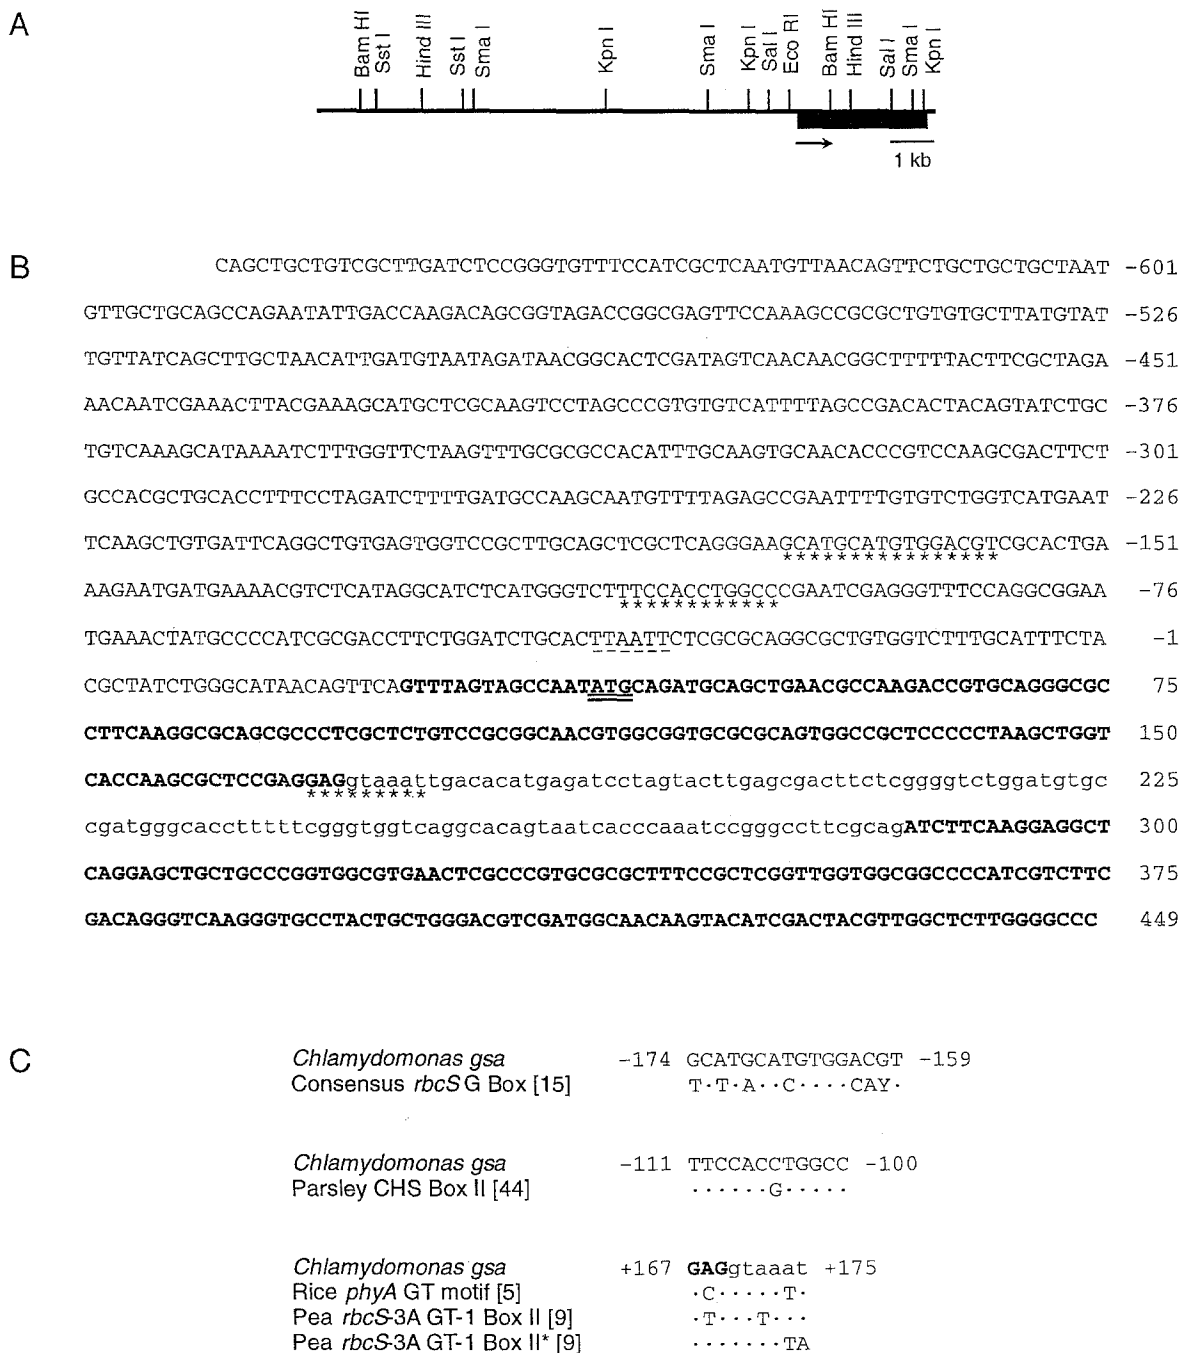 A
Bam HI Sst I Hind III Sst I Sma I Kpn I Sma I Kpn I Sal I Eco RI Bam HI Hind III Sal I Sma I Kpn I
1 kb
B
CAGCTGCTGTCGCTTGATCTCCGGGTGTTTCCATCGCTCAATGTTAACAGTTCTGCTGCTGCTAAT -601
GTTGCTGCAGCCAGAATATTGACCAAGACAGCGGTAGACCGGCGAGTTCCAAAGCCGCGCTGTGTGCTTATGTAT -526
TGTTATCAGCTTGCTAACATTGATGTAATAGATAACGGCACTCGATAGTCAACAACGGCTTTTTACTTCGCTAGA -451
AACAATCGAAACTTACGAAAGCATGCTCGCAAGTCCTAGCCCGTGTGTCATTTTAGCCGACACTACAGTATCTGC -376
TGTCAAAGCATAAAATCTTTGGTTCTAAGTTTGCGCGCCACATTTGCAAGTGCAACACCCGTCCAAGCGACTTCT -301
GCCACGCTGCACCTTTCCTAGATCTTTTGATGCCAAGCAATGTTTTAGAGCCGAATTTTGTGTCTGGTCATGAAT -226
TCAAGCTGTGATTCAGGCTGTGAGTGGTCCGCTTGCAGCTCGCTCAGGGAAGCATGCATGTGGACGTCGCACTGA -151
****************
AAGAATGATGAAAACGTCTCATAGGCATCTCATGGGTCTTTCCACCTGGCCCGAATCGAGGGTTTCCAGGCGGAA -76
************
TGAAACTATGCCCCATCGCGACCTTCTGGATCTGCACTTAATTCTCGCGCAGGCGCTGTGGTCTTTGCATTTCTA -1
CGCTATCTGGGCATAACAGTTCAGTTTAGTAGCCAATATGCAGATGCAGCTGAACGCCAAGACCGTGCAGGGCGC 75
CTTCAAGGCGCAGCGCCCTCGCTCTGTCCGCGGCAACGTGGCGGTGCGCGCAGTGGCCGCTCCCCCTAAGCTGGT 150
CACCAAGCGCTCCGAGGAGgtaaattgacacatgagatcctagtacttgagcgacttctcggggtctggatgtgc 225
*********
cgatgggcacctttttcgggtggtcaggcacagtaatcacccaaatccgggccttcgcagATCTTCAAGGAGGCT 300
CAGGAGCTGCTGCCCGGTGGCGTGAACTCGCCCGTGCGCGCTTTCCGCTCGGTTGGTGGCGGCCCCATCGTCTTC 375
GACAGGGTCAAGGGTGCCTACTGCTGGGACGTCGATGGCAACAAGTACATCGACTACGTTGGCTCTTGGGGCCC 449
C
Chlamydomonas gsa -174 GCATGCATGTGGACGT -159
Consensus rbcS G Box [15] T·T·A··C····CAY·
Chlamydomonas gsa -111 TTCCACCTGGCC -100
Parsley CHS Box II [44] ······G·····
Chlamydomonas gsa +167 GAGgtaaat +175
Rice phyA GT motif [5] ·C·····T·
Pea rbcS-3A GT-1 Box II [9] ·T···T···
Pea rbcS-3A GT-1 Box II* [9] ·······TA